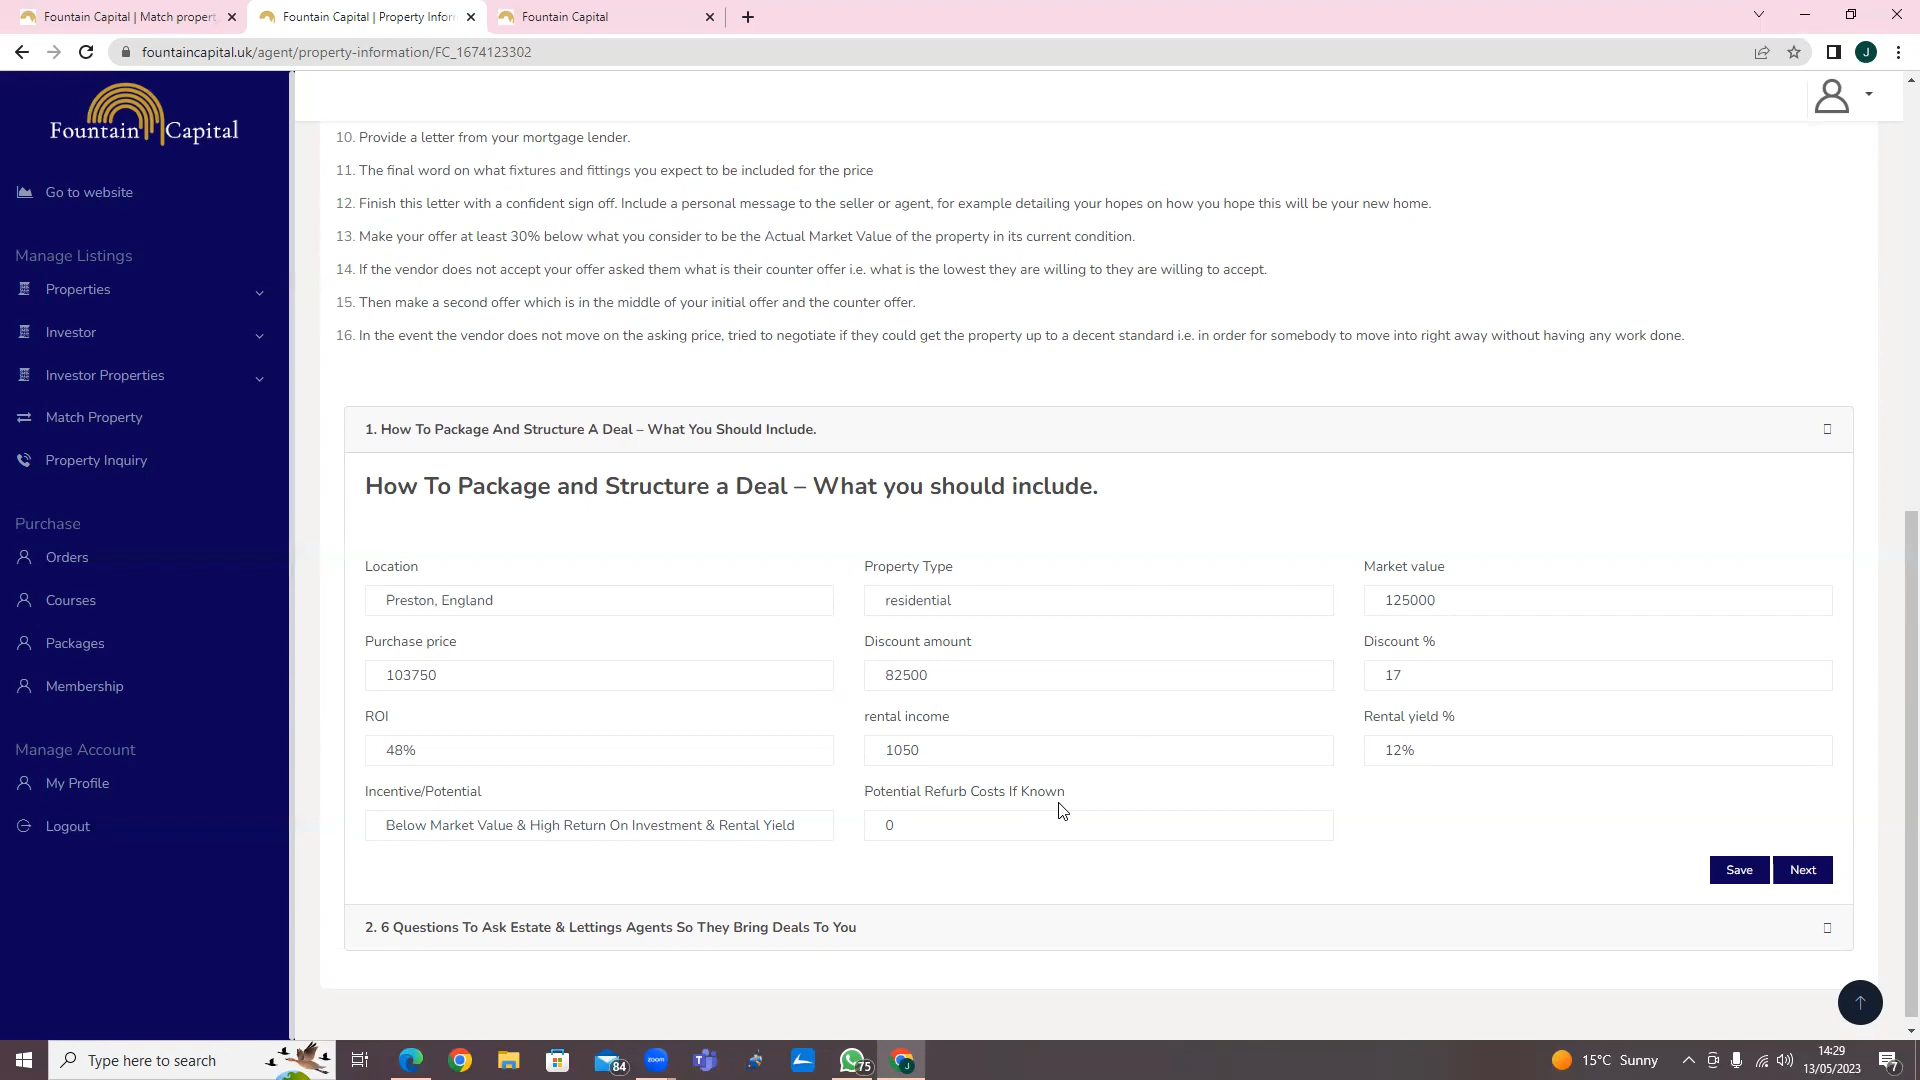 Fountain Capital | Match propert
Fountain Capital | Property Infor
Fountain Capital
fountaincapital.uk/agent/property-information/FC_1674123302
J
Fountain Capital
Go to website
Manage Listings
Properties
Investor
Investor Properties
Match Property
Property Inquiry
Purchase
Orders
Courses
Packages
Membership
Manage Account
My Profile
Logout
10. Provide a letter from your mortgage lender.
11. The final word on what fixtures and fittings you expect to be included for the price
12. Finish this letter with a confident sign off. Include a personal message to the seller or agent, for example detailing your hopes on how you hope this will be your new home.
13. Make your offer at least 30% below what you consider to be the Actual Market Value of the property in its current condition.
14. If the vendor does not accept your offer asked them what is their counter offer i.e. what is the lowest they are willing to they are willing to accept.
15. Then make a second offer which is in the middle of your initial offer and the counter offer.
16. In the event the vendor does not move on the asking price, tried to negotiate if they could get the property up to a decent standard i.e. in order for somebody to move into right away without having any work done.
1. How To Package And Structure A Deal – What You Should Include.
How To Package and Structure a Deal – What you should include.
Location Property Type Market value
Preston, England residential 125000
Purchase price Discount amount Discount %
103750 82500 17
ROI rental income Rental yield %
48% 1050 12%
Incentive/Potential Potential Refurb Costs If Known
Below Market Value & High Return On Investment & Rental Yield 0
Save Next
2. 6 Questions To Ask Estate & Lettings Agents So They Bring Deals To You
Type here to search
84
zoom
75
15°C Sunny
14:29
13/05/2023
7